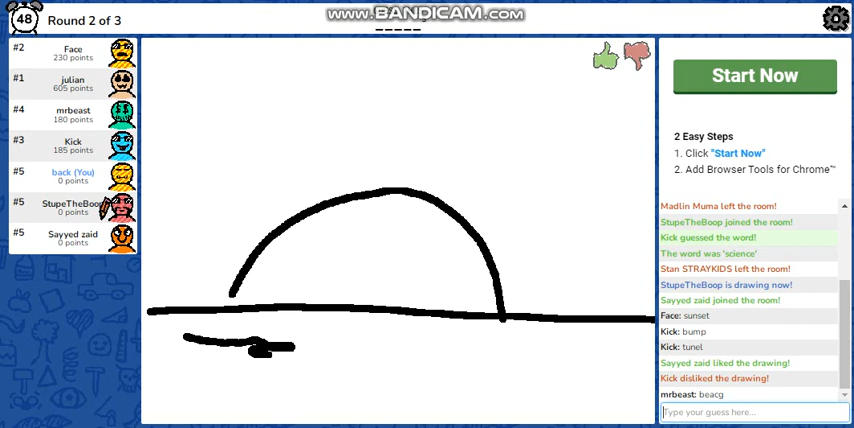 48
Round 2 of 3
www.BANDICAM.com
_____
#2
Face
230 points
#1
julian
605 points
#4
mrbeast
180 points
#3
Kick
185 points
#5
back (You)
0 points
#5
StupeTheBoop
0 points
#5
Sayyed zaid
0 points
Start Now
2 Easy Steps
1. Click "Start Now"
2. Add Browser Tools for Chrome™
Madlin Muma left the room!
StupeTheBoop joined the room!
Kick guessed the word!
The word was 'science'
Stan STRAYKIDS left the room!
StupeTheBoop is drawing now!
Sayyed zaid joined the room!
Face: sunset
Kick: bump
Kick: tunel
Sayyed zaid liked the drawing!
Kick disliked the drawing!
mrbeast: beacg
Type your guess here...